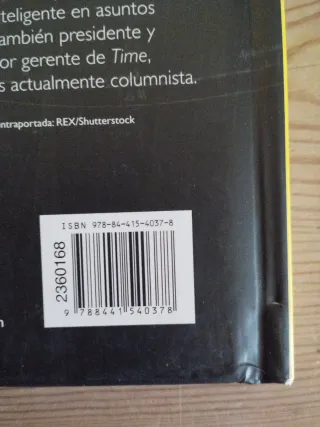 teligente en asuntos
ambién presidente y
or gerente de Time,
s actualmente columnista.
ontraportada: REX/Shutterstock
ISBN 978-84-415-4037-8
2360168
9 788441 540378
n